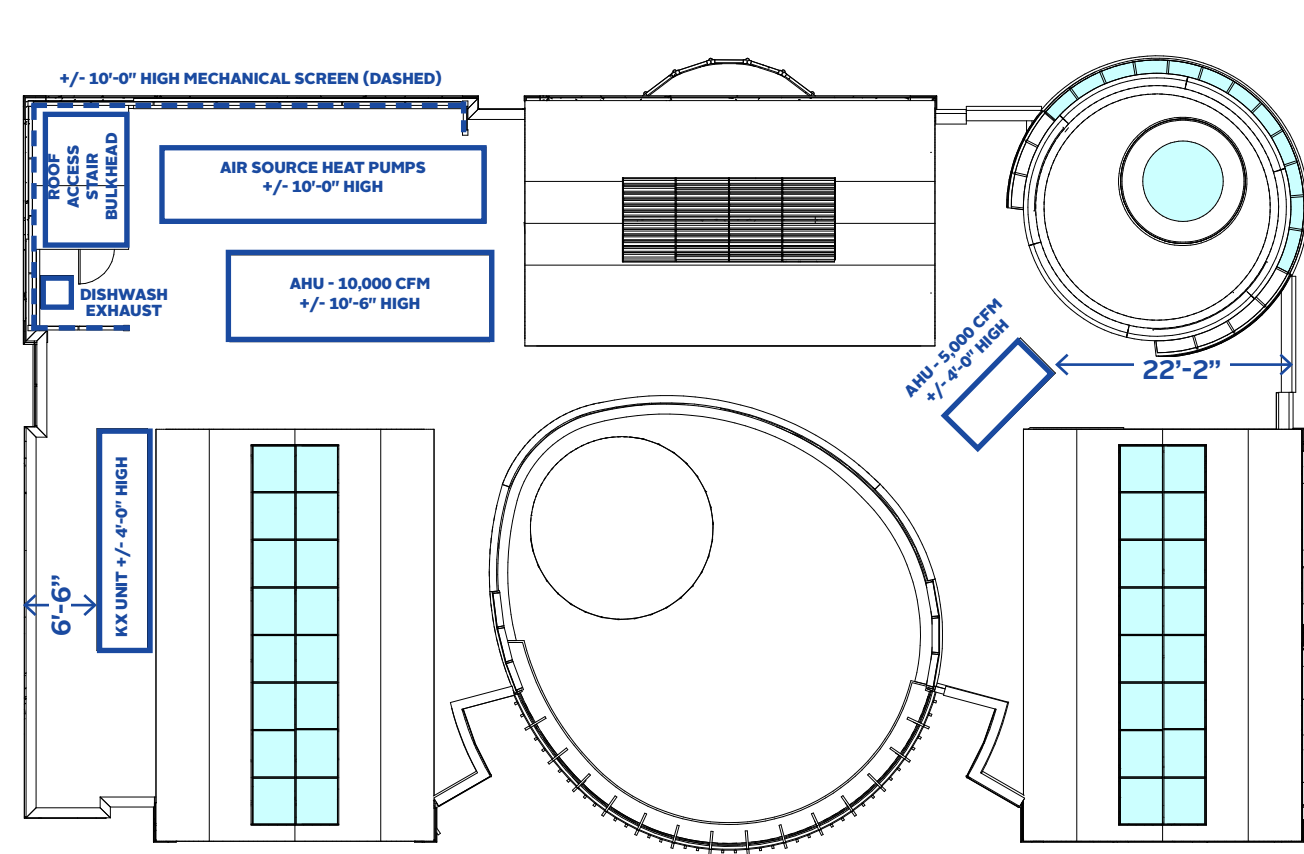 +/- 10'-0" HIGH MECHANICAL SCREEN (DASHED)
ROOF
ACCESS
STAIR
BULKHEAD
AIR SOURCE HEAT PUMPS
+/- 10'-0" HIGH
AHU - 10,000 CFM
+/- 10'-6" HIGH
DISHWASH
EXHAUST
AHU - 5,000 CFM
+/- 4'-0" HIGH
22’-2”
KX UNIT +/- 4'-0" HIGH
6’-6”